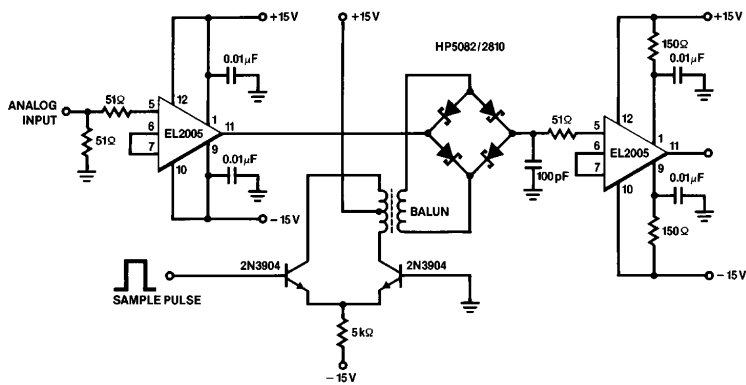 +15V
+15V
+15V
HP5082/2810
0.01µF
150Ω
0.01µF
ANALOG
INPUT
51Ω
51Ω
5
12
1
6
EL2005
11
7
9
10
0.01µF
-15V
51Ω
5
12
1
6
EL2005
11
7
9
10
100pF
0.01µF
150Ω
-15V
BALUN
2N3904
2N3904
SAMPLE PULSE
5kΩ
-15V